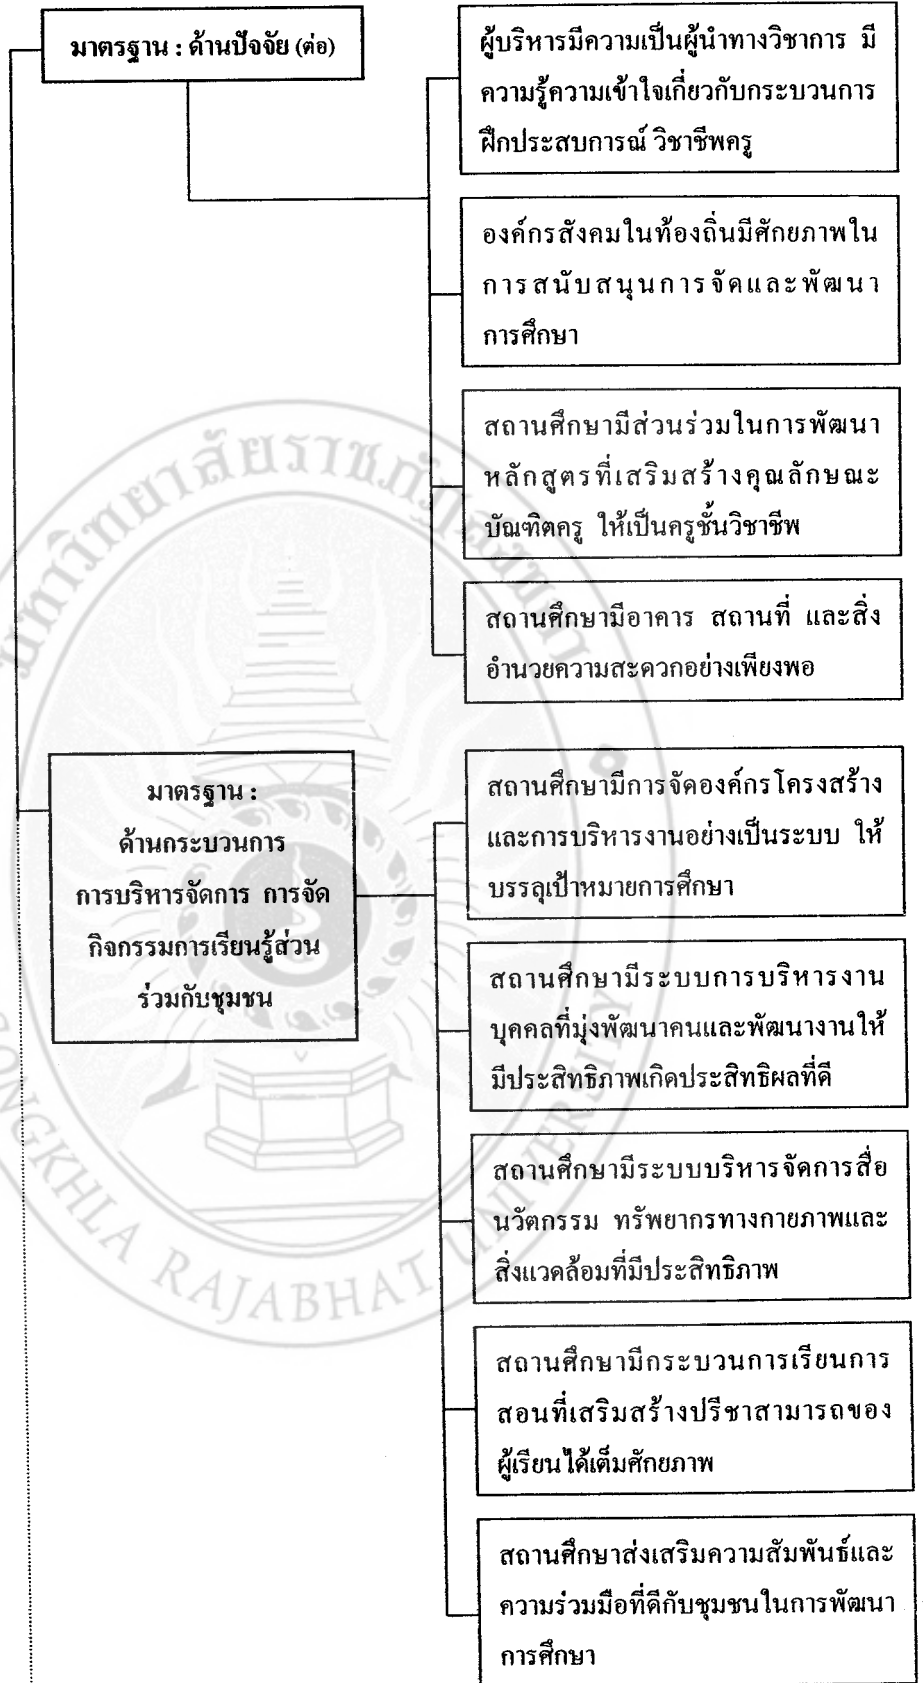 มาตรฐาน : ด้านปัจจัย (ต่อ)
ผู้บริหารมีความเป็นผู้นำทางวิชาการ มี
ความรู้ความเข้าใจเกี่ยวกับกระบวนการ
ฝึกประสบการณ์ วิชาชีพครู
องค์กรสังคมในท้องถิ่นมีศักยภาพใน
การสนับสนุนการจัดและพัฒนา
การศึกษา
สถานศึกษามีส่วนร่วมในการพัฒนา
หลักสูตรที่เสริมสร้างคุณลักษณะ
บัณฑิตครู ให้เป็นครูชั้นวิชาชีพ
สถานศึกษามีอาคาร สถานที่ และสิ่ง
อำนวยความสะดวกอย่างเพียงพอ
มาตรฐาน :
ด้านกระบวนการ
การบริหารจัดการ การจัด
กิจกรรมการเรียนรู้ส่วน
ร่วมกับชุมชน
สถานศึกษามีการจัดองค์กรโครงสร้าง
และการบริหารงานอย่างเป็นระบบ ให้
บรรลุเป้าหมายการศึกษา
สถานศึกษามีระบบการบริหารงาน
บุคคลที่มุ่งพัฒนาคนและพัฒนางานให้
มีประสิทธิภาพเกิดประสิทธิผลที่ดี
สถานศึกษามีระบบบริหารจัดการสื่อ
นวัตกรรม ทรัพยากรทางกายภาพและ
สิ่งแวดล้อมที่มีประสิทธิภาพ
สถานศึกษามีกระบวนการเรียนการ
สอนที่เสริมสร้างปรีชาสามารถของ
ผู้เรียนได้เต็มศักยภาพ
สถานศึกษาส่งเสริมความสัมพันธ์และ
ความร่วมมือที่ดีกับชุมชนในการพัฒนา
การศึกษา
มหาวิทยาลัยราชภัฏสงขลา
SONGKHLA RAJABHAT UNIVERSITY